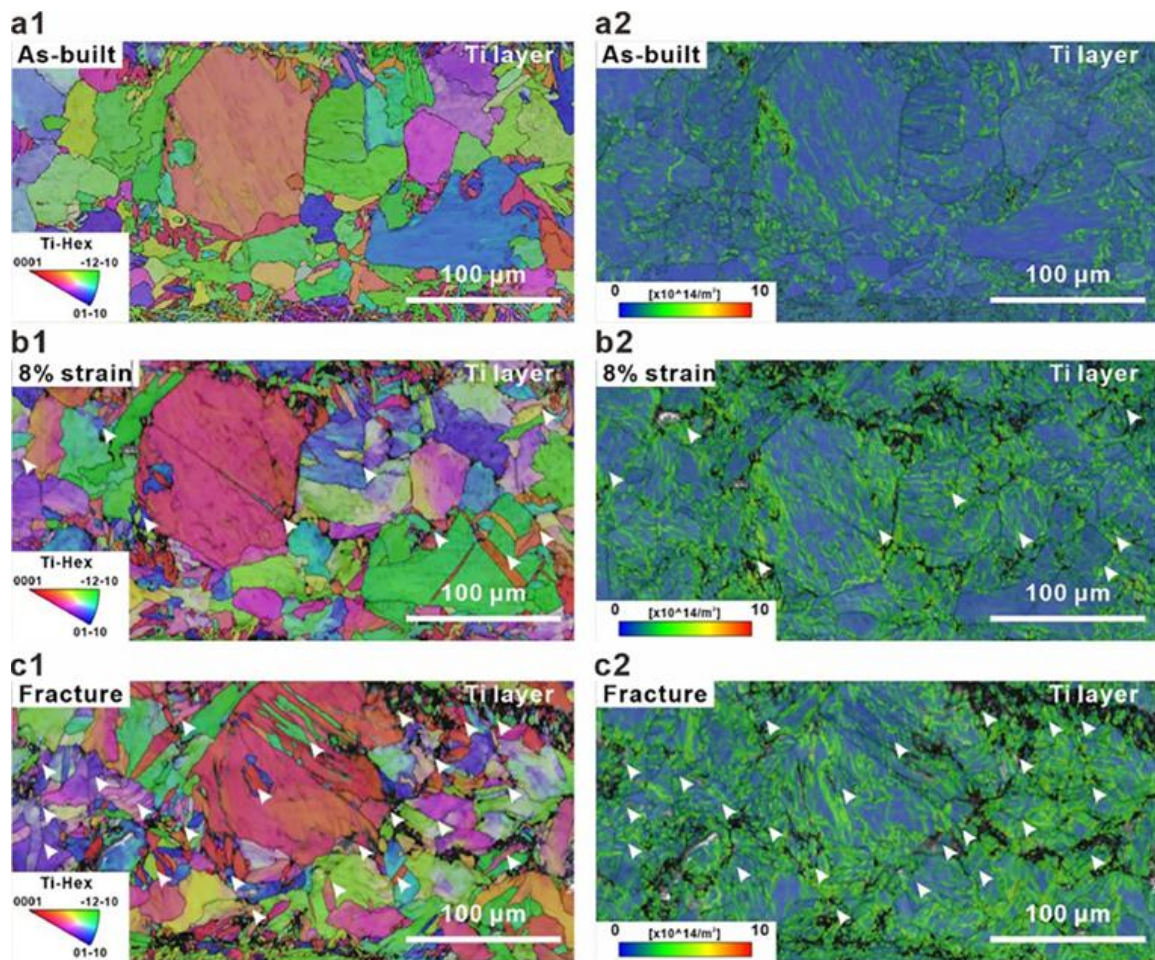 a1
As-built
Ti layer
Ti-Hex
0001 -12-10
01-10
100 µm
a2
As-built
Ti layer
0 [x10^14/m²] 10
100 µm
b1
8% strain
Ti layer
Ti-Hex
0001 -12-10
01-10
100 µm
b2
8% strain
Ti layer
0 [x10^14/m²] 10
100 µm
c1
Fracture
Ti layer
Ti-Hex
0001 -12-10
01-10
100 µm
c2
Fracture
Ti layer
0 [x10^14/m²] 10
100 µm